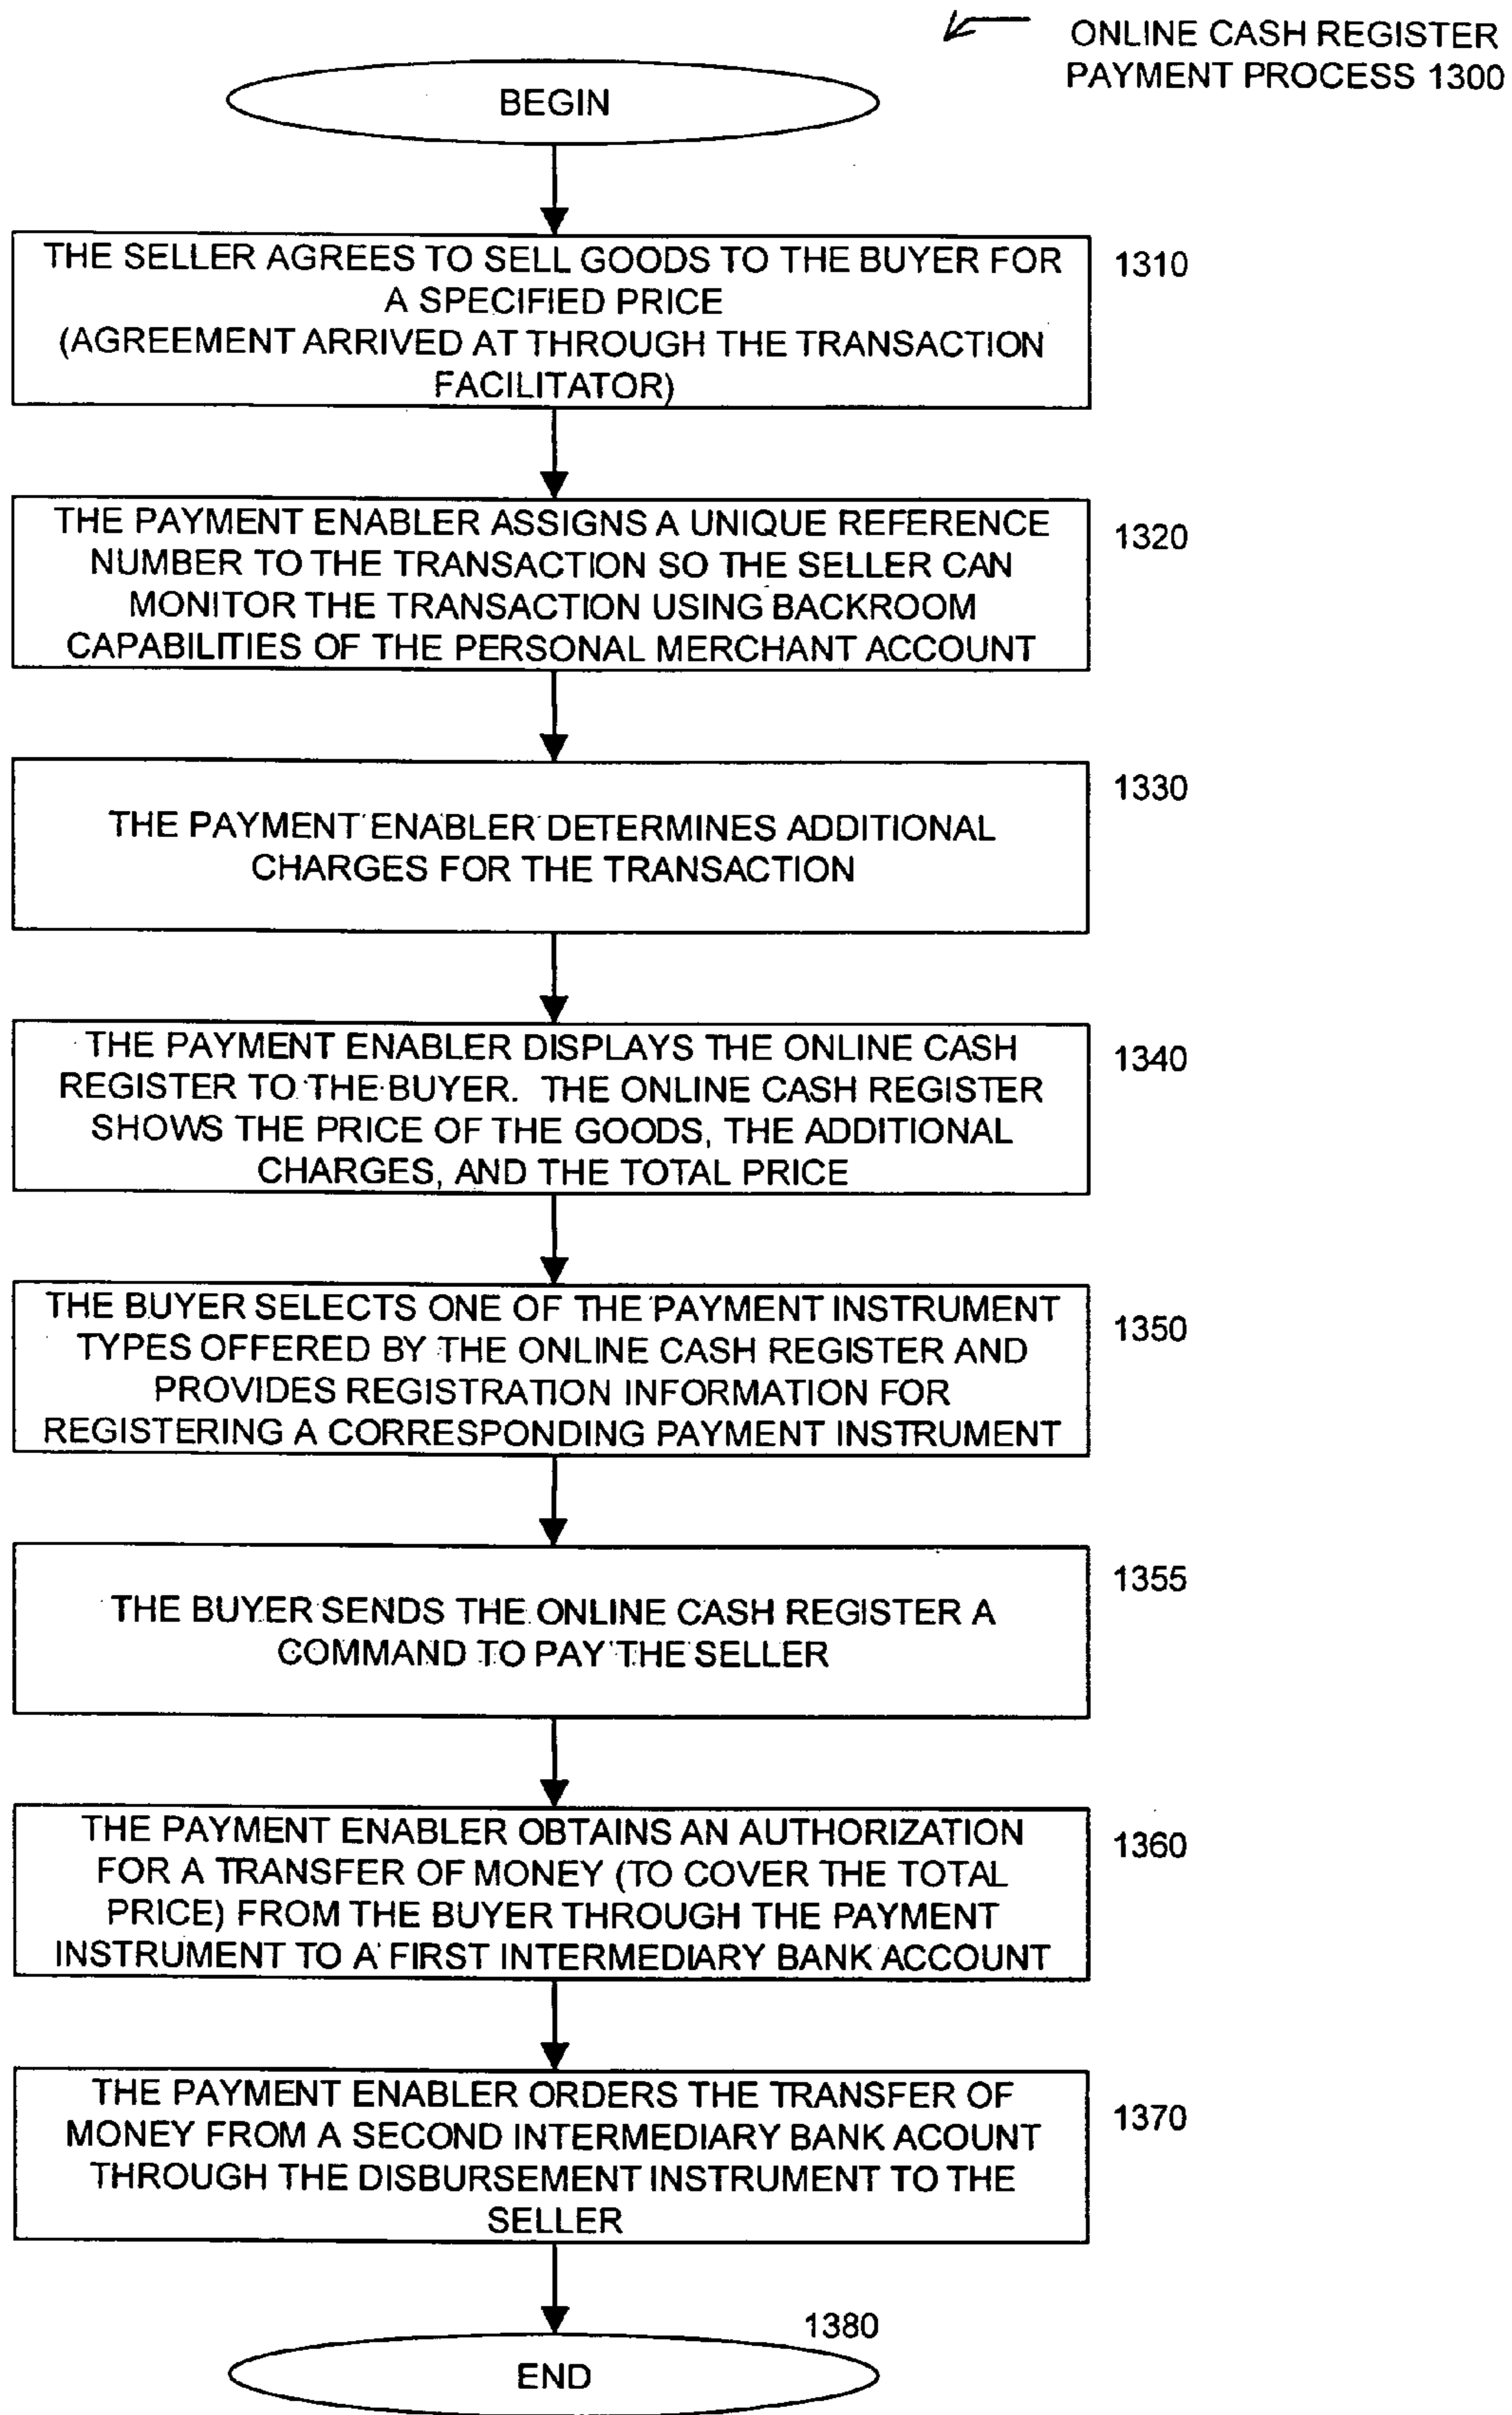 ONLINE CASH REGISTER
PAYMENT PROCESS 1300
BEGIN
THE SELLER AGREES TO SELL GOODS TO THE BUYER FOR
A SPECIFIED PRICE
(AGREEMENT ARRIVED AT THROUGH THE TRANSACTION
FACILITATOR)
1310
THE PAYMENT ENABLER ASSIGNS A UNIQUE REFERENCE
NUMBER TO THE TRANSACTION SO THE SELLER CAN
MONITOR THE TRANSACTION USING BACKROOM
CAPABILITIES OF THE PERSONAL MERCHANT ACCOUNT
1320
THE PAYMENT ENABLER DETERMINES ADDITIONAL
CHARGES FOR THE TRANSACTION
1330
THE PAYMENT ENABLER DISPLAYS THE ONLINE CASH
REGISTER TO THE BUYER. THE ONLINE CASH REGISTER
SHOWS THE PRICE OF THE GOODS, THE ADDITIONAL
CHARGES, AND THE TOTAL PRICE
1340
THE BUYER SELECTS ONE OF THE PAYMENT INSTRUMENT
TYPES OFFERED BY THE ONLINE CASH REGISTER AND
PROVIDES REGISTRATION INFORMATION FOR
REGISTERING A CORRESPONDING PAYMENT INSTRUMENT
1350
THE BUYER SENDS THE ONLINE CASH REGISTER A
COMMAND TO PAY THE SELLER
1355
THE PAYMENT ENABLER OBTAINS AN AUTHORIZATION
FOR A TRANSFER OF MONEY (TO COVER THE TOTAL
PRICE) FROM THE BUYER THROUGH THE PAYMENT
INSTRUMENT TO A FIRST INTERMEDIARY BANK ACCOUNT
1360
THE PAYMENT ENABLER ORDERS THE TRANSFER OF
MONEY FROM A SECOND INTERMEDIARY BANK ACOUNT
THROUGH THE DISBURSEMENT INSTRUMENT TO THE
SELLER
1370
1380
END